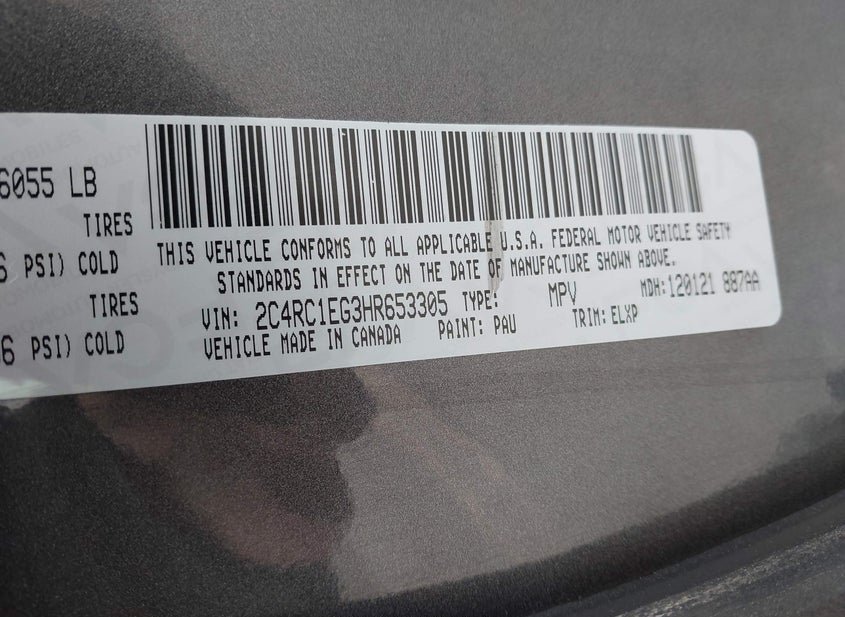 6055 LB
TIRES
6 PSI) COLD
TIRES
6 PSI) COLD
THIS VEHICLE CONFORMS TO ALL APPLICABLE U.S.A. FEDERAL MOTOR VEHICLE SAFETY
STANDARDS IN EFFECT ON THE DATE OF MANUFACTURE SHOWN ABOVE.
VIN: 2C4RC1EG3HR653305 TYPE: MPV MDH: 120121 887AA
VEHICLE MADE IN CANADA PAINT: PAU TRIM: ELXP